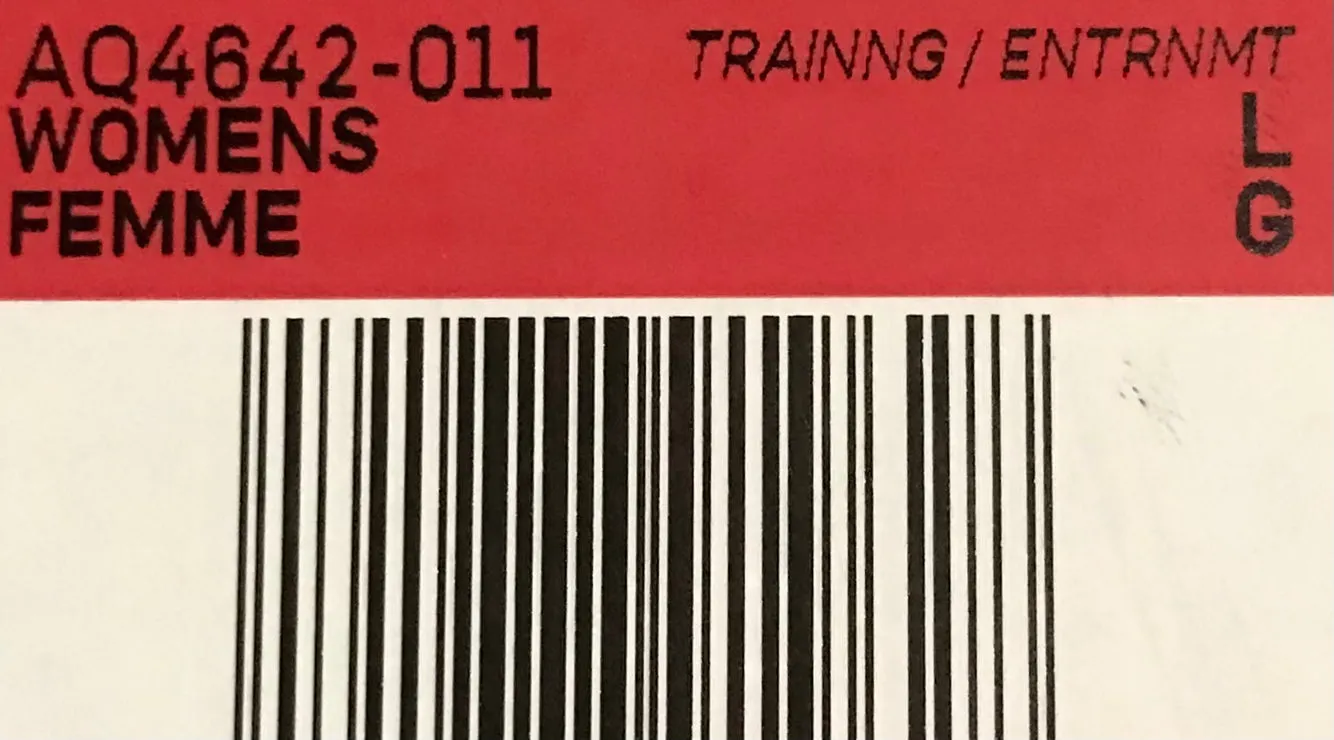 AQ4642-011 TRAINNG / ENTRNMT
WOMENS L
FEMME G